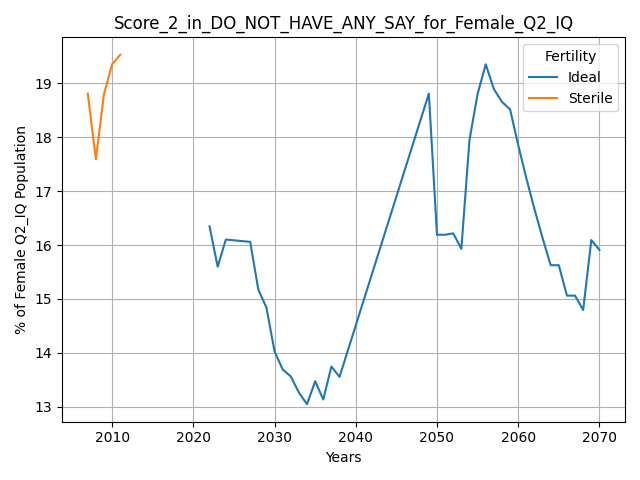 Score_2_in_DO_NOT_HAVE_ANY_SAY_for_Female_Q2_IQ
Fertility
Ideal
Sterile
% of Female Q2_IQ Population
19
18
17
16
15
14
13
2010 2020 2030 2040 2050 2060 2070
Years